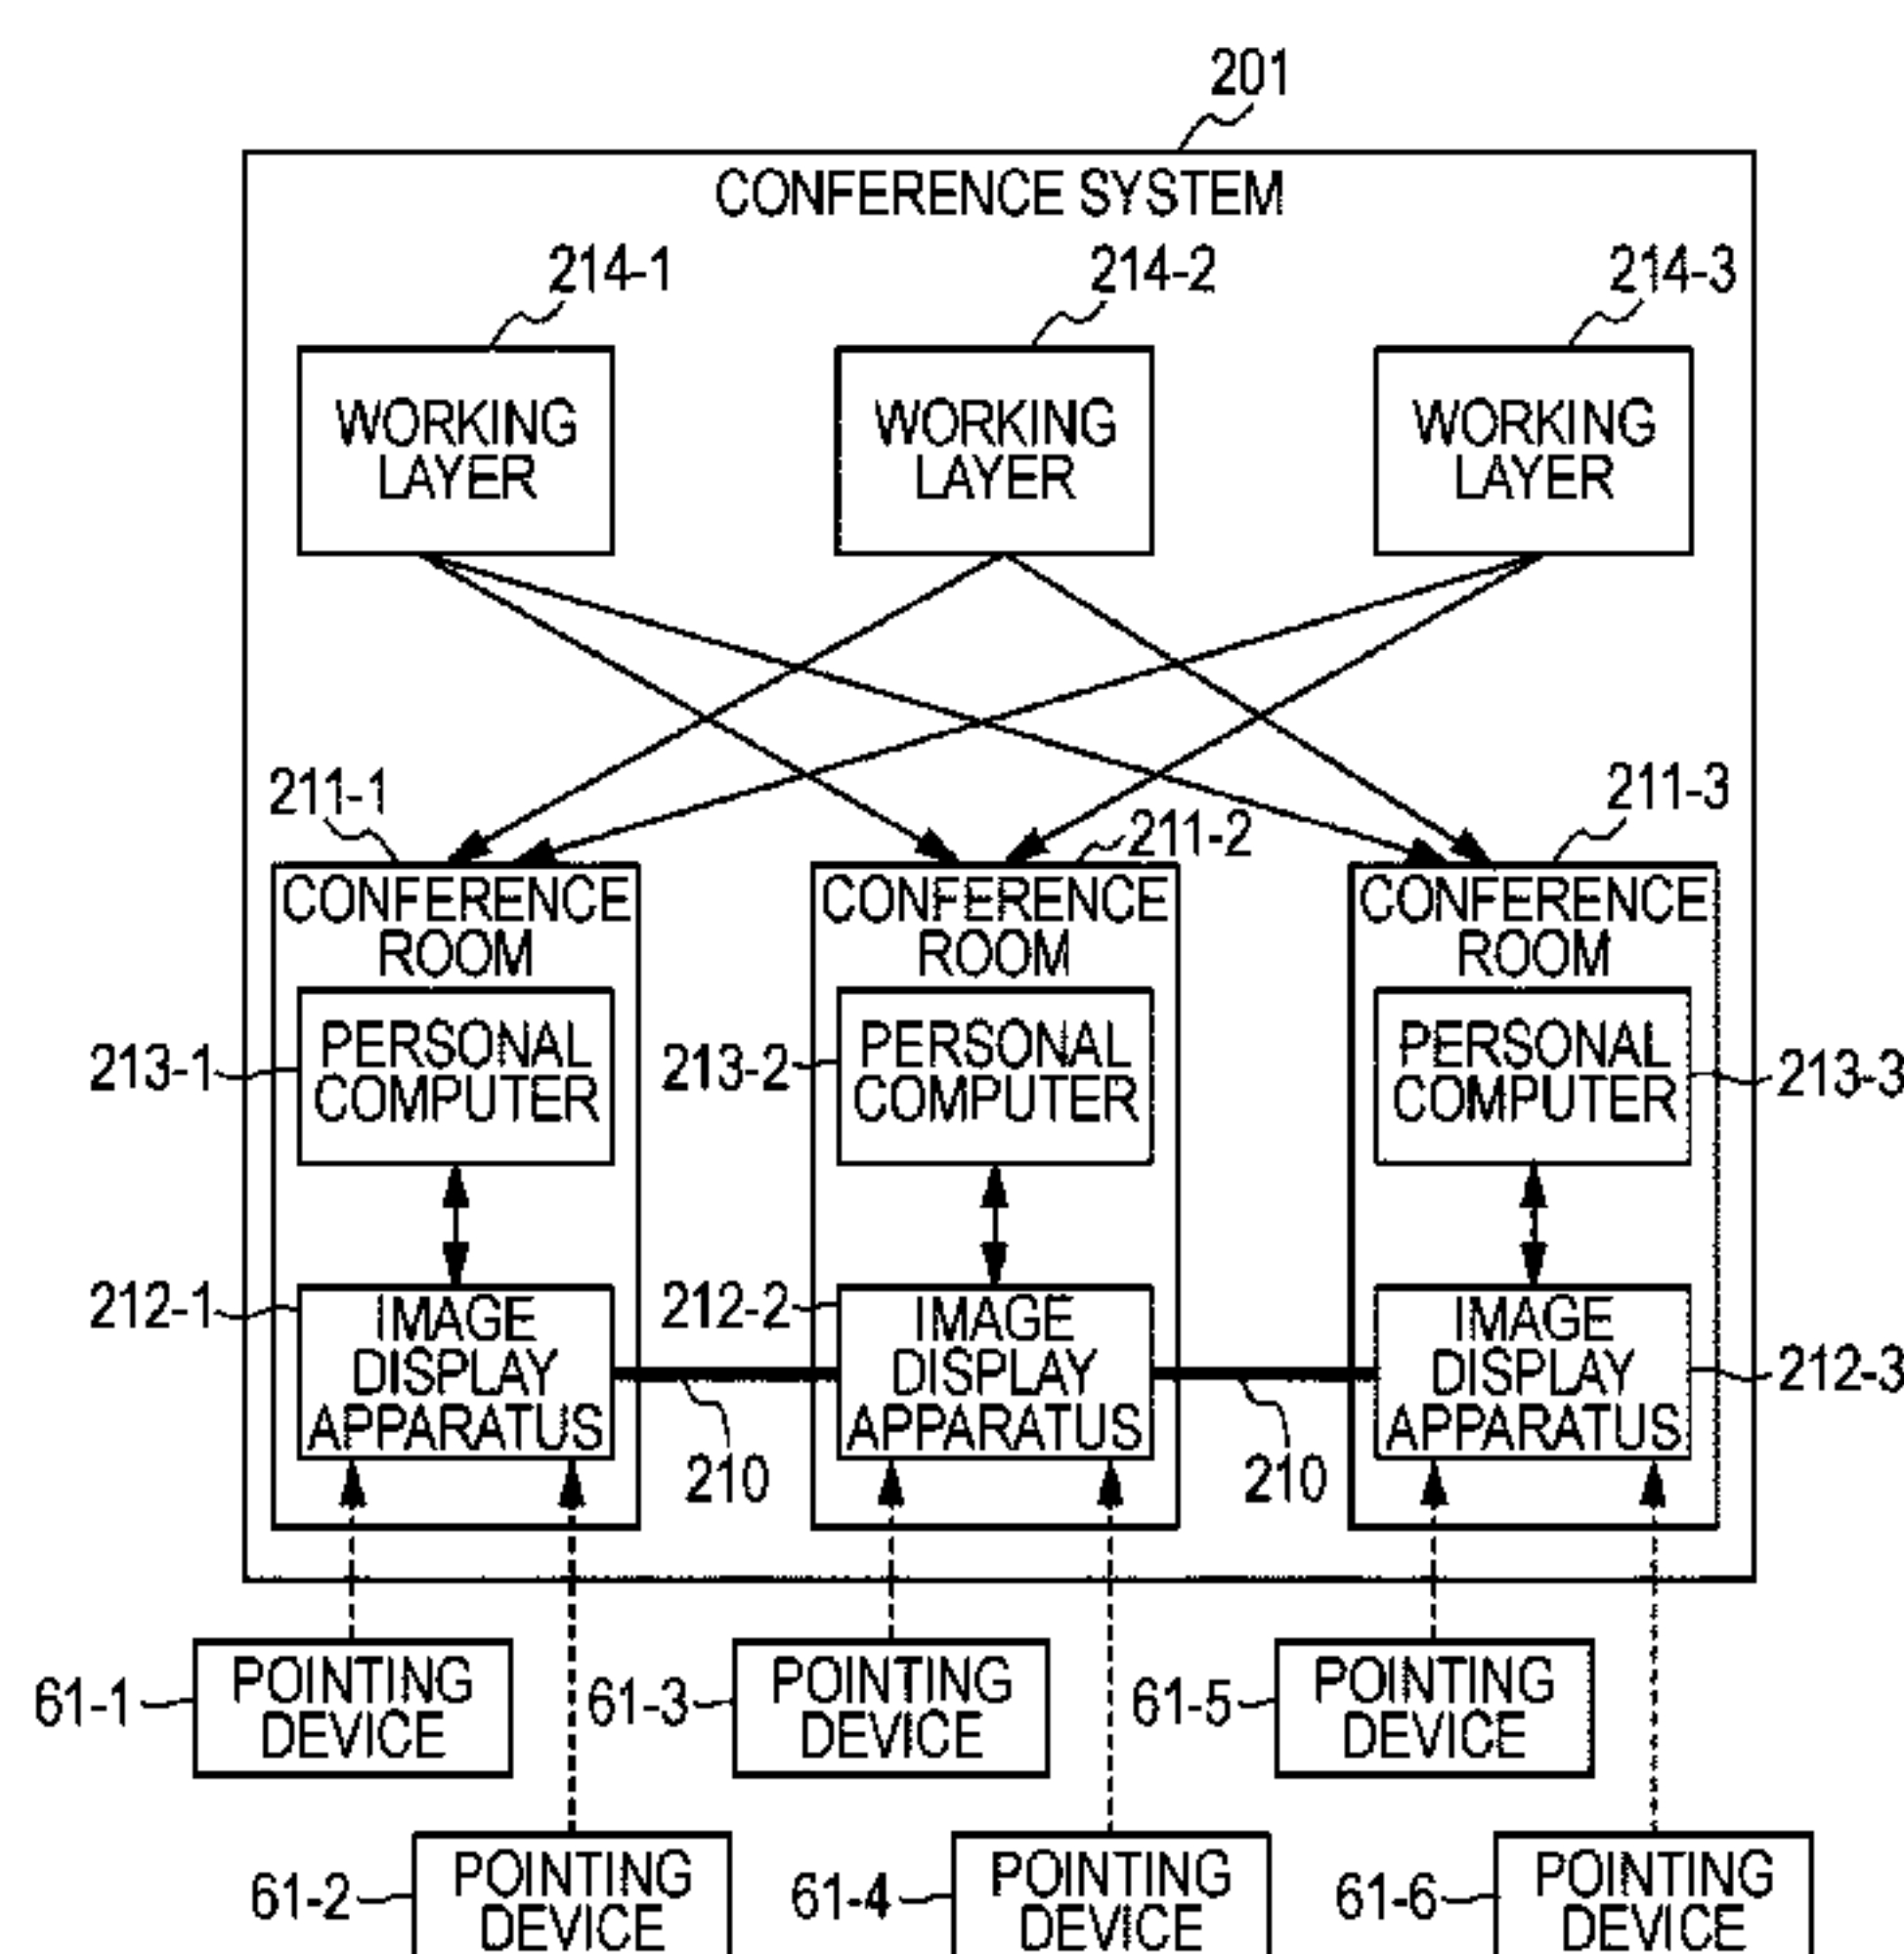 201
CONFERENCE SYSTEM
214-1
214-2
214-3
WORKING
LAYER
WORKING
LAYER
WORKING
LAYER
211-1
211-2
211-3
CONFERENCE
ROOM
CONFERENCE
ROOM
CONFERENCE
ROOM
213-1
PERSONAL
COMPUTER
213-2
PERSONAL
COMPUTER
PERSONAL
COMPUTER
213-3
212-1
IMAGE
DISPLAY
APPARATUS
212-2
IMAGE
DISPLAY
APPARATUS
IMAGE
DISPLAY
APPARATUS
212-3
210
210
61-1
POINTING
DEVICE
61-3
POINTING
DEVICE
61-5
POINTING
DEVICE
61-2
POINTING
DEVICE
61-4
POINTING
DEVICE
61-6
POINTING
DEVICE